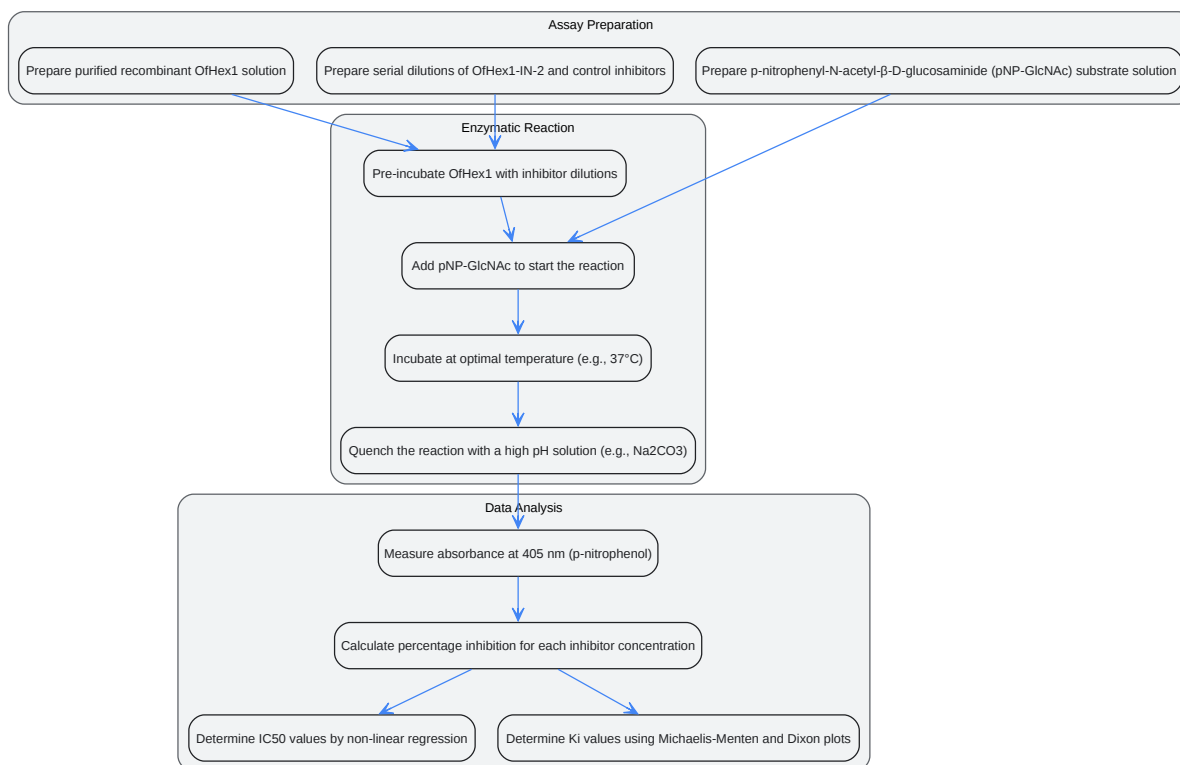 Assay Preparation
Prepare purified recombinant OfHex1 solution
Prepare serial dilutions of OfHex1-IN-2 and control inhibitors
Prepare p-nitrophenyl-N-acetyl-β-D-glucosaminide (pNP-GlcNAc) substrate solution
Enzymatic Reaction
Pre-incubate OfHex1 with inhibitor dilutions
Add pNP-GlcNAc to start the reaction
Incubate at optimal temperature (e.g., 37°C)
Quench the reaction with a high pH solution (e.g., Na2CO3)
Data Analysis
Measure absorbance at 405 nm (p-nitrophenol)
Calculate percentage inhibition for each inhibitor concentration
Determine IC50 values by non-linear regression
Determine Ki values using Michaelis-Menten and Dixon plots